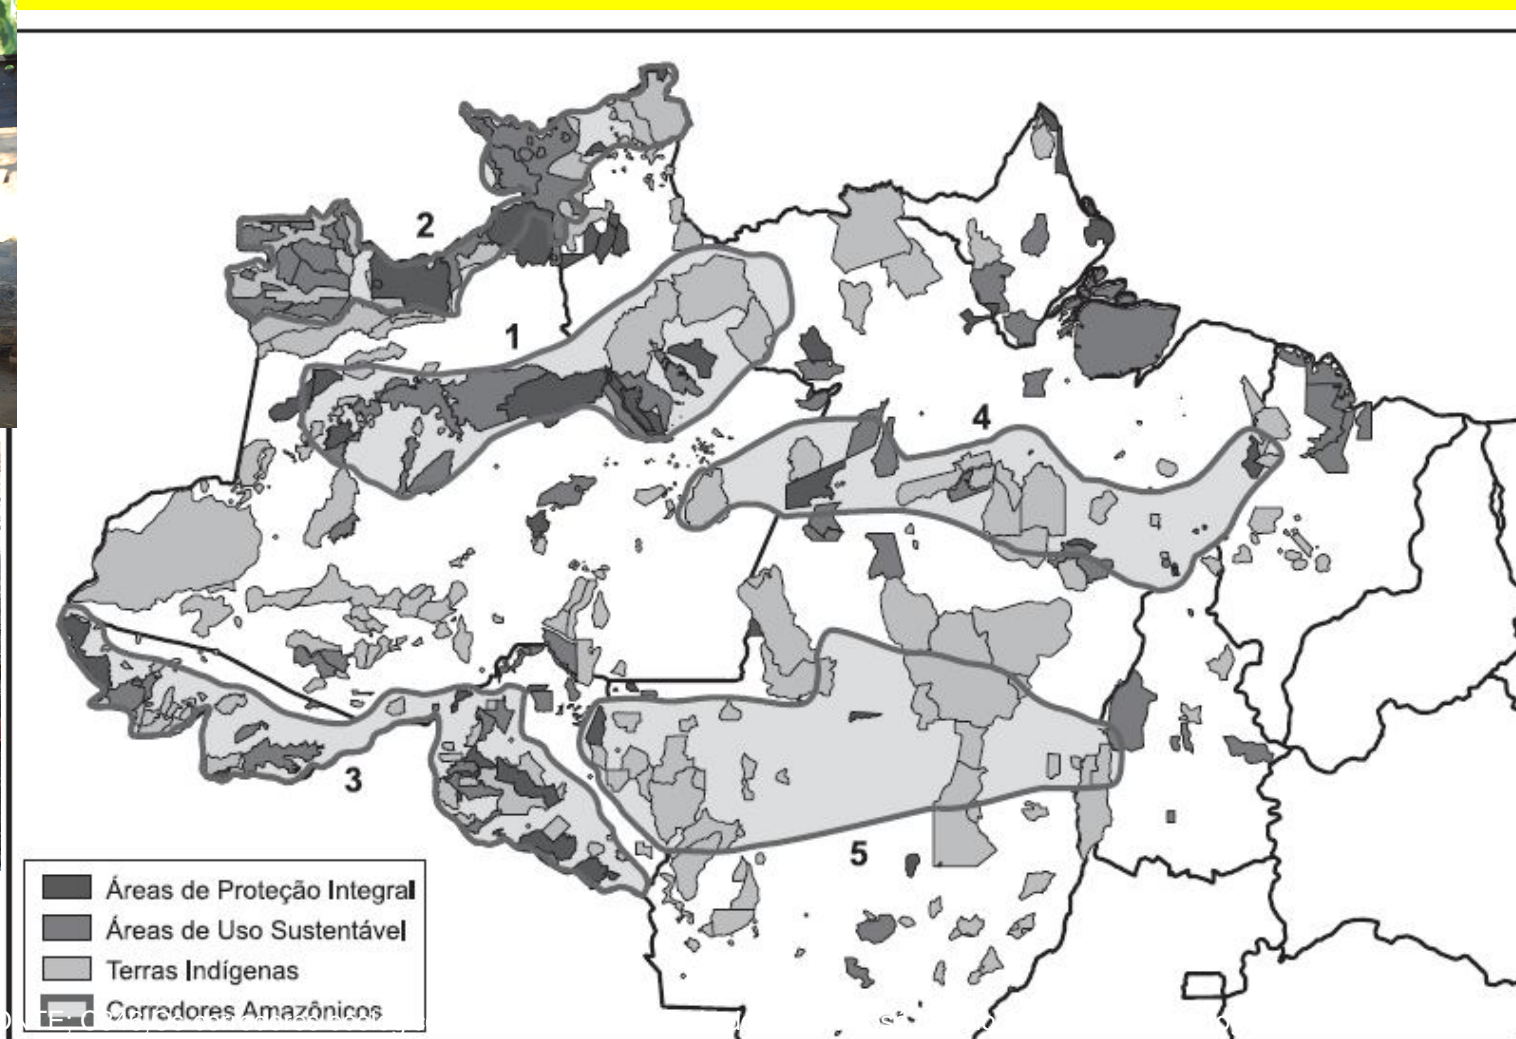 2
1
4
3
5
Áreas de Proteção Integral
Áreas de Uso Sustentável
Terras Indígenas
Corredores Amazônicos